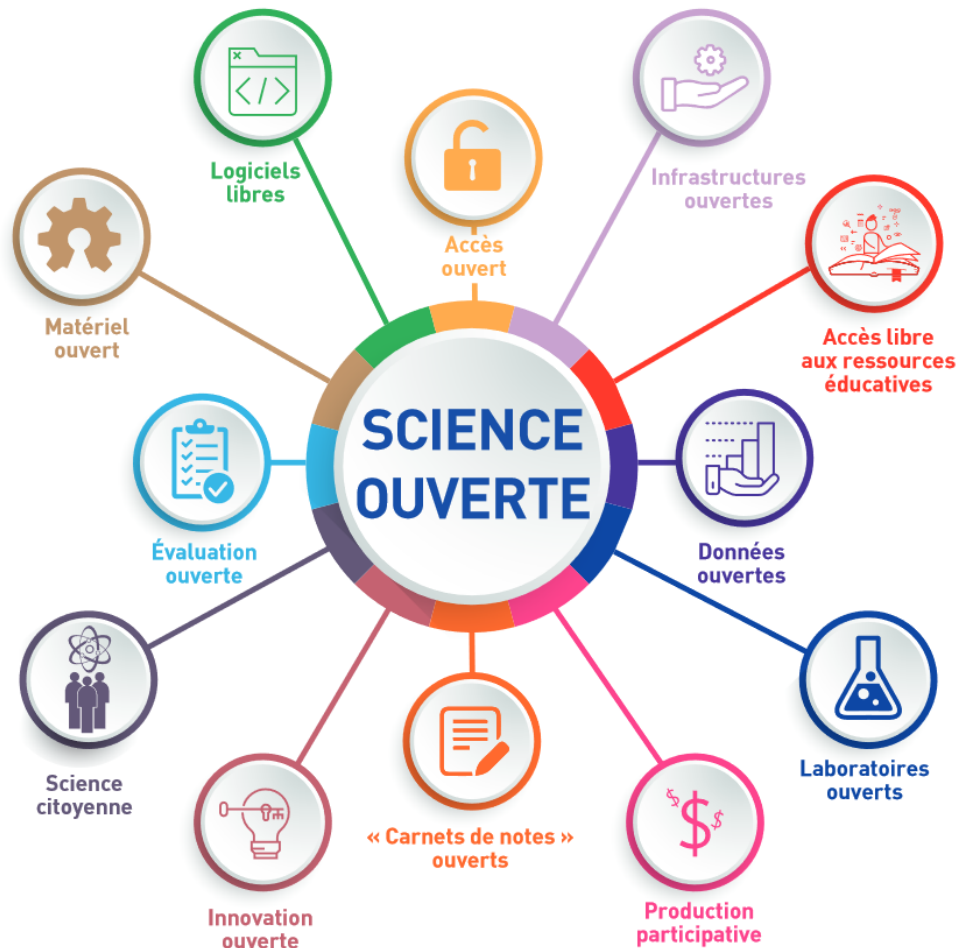 Logiciels
libres
Accès
ouvert
Infrastructures
ouvertes
Matériel
ouvert
Accès libre
aux ressources
éducatives
SCIENCE
OUVERTE
Évaluation
ouverte
Données
ouvertes
Science
citoyenne
Laboratoires
ouverts
« Carnets de notes »
ouverts
Innovation
ouverte
Production
participative